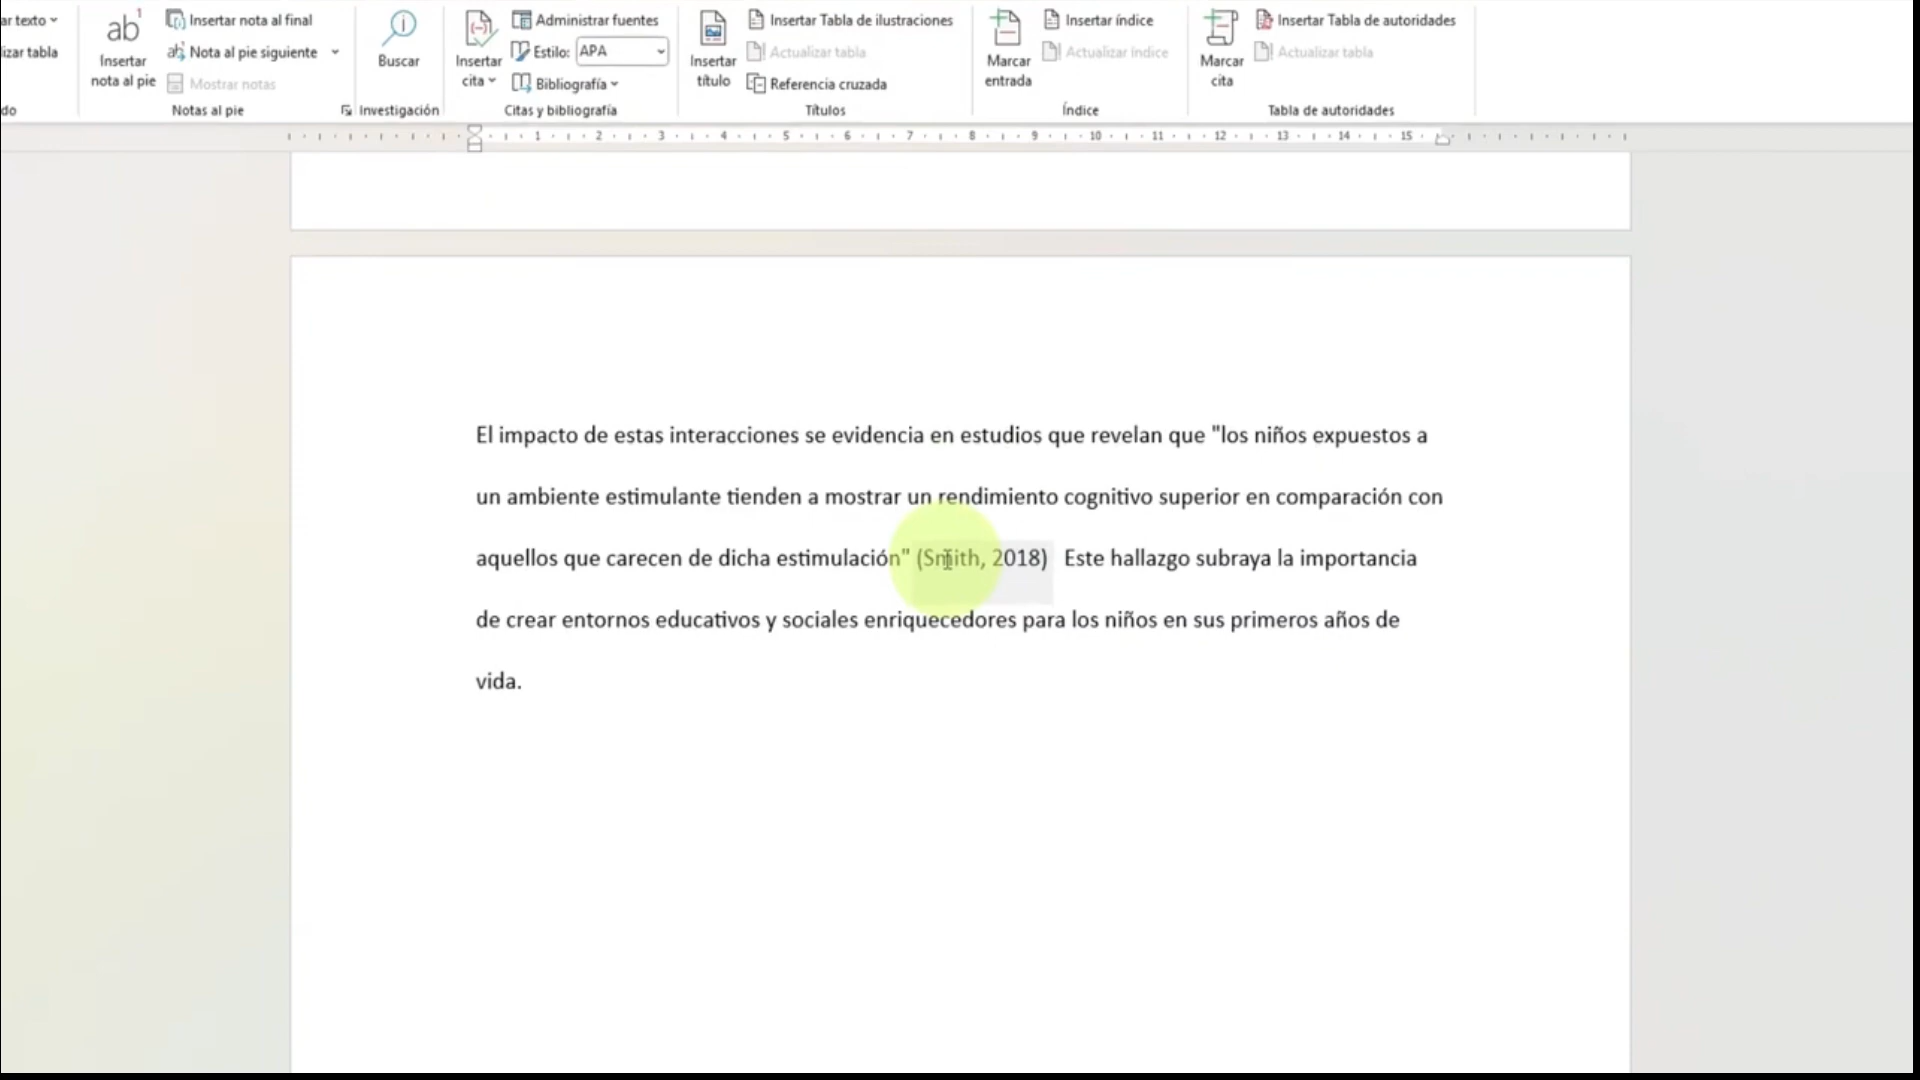 ar texto
Insertar nota al final
Administrar fuentes
Insertar Tabla de ilustraciones
Insertar índice
Insertar Tabla de autoridades
izar tabla
Insertar
nota al pie
Nota al pie siguiente
Buscar
Insertar
cita
Estilo: APA
Insertar
título
Actualizar tabla
Marcar
entrada
Actualizar índice
Marcar
cita
Actualizar tabla
Mostrar notas
Bibliografía
Referencia cruzada
do
Notas al pie
Investigación
Citas y bibliografía
Títulos
Índice
Tabla de autoridades
1 2 3 4 5 6 7 8 9 10 11 12 13 14 15
El impacto de estas interacciones se evidencia en estudios que revelan que "los niños expuestos a
un ambiente estimulante tienden a mostrar un rendimiento cognitivo superior en comparación con
aquellos que carecen de dicha estimulación" (Smith, 2018) Este hallazgo subraya la importancia
de crear entornos educativos y sociales enriquecedores para los niños en sus primeros años de
vida.